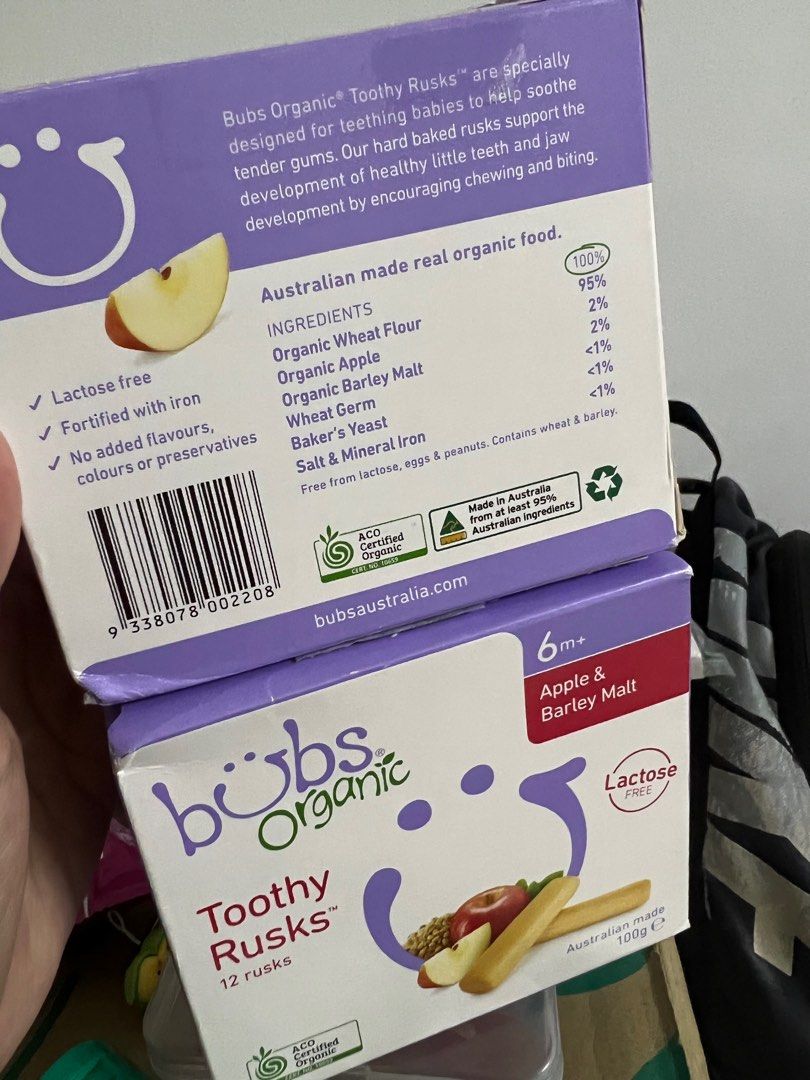 Bubs Organic® Toothy Rusks™ are specially
designed for teething babies to help soothe
tender gums. Our hard baked rusks support the
development of healthy little teeth and jaw
development by encouraging chewing and biting.
Australian made real organic food.
INGREDIENTS 100%
Organic Wheat Flour 95%
Organic Apple 2%
Organic Barley Malt 2%
Wheat Germ <1%
Baker's Yeast <1%
Salt & Mineral Iron <1%
Free from lactose, eggs & peanuts. Contains wheat & barley.
✓ Lactose free
✓ Fortified with iron
✓ No added flavours,
colours or preservatives
9 338078 002208
ACO
Certified
Organic
CERT. NO. 10659
Made in Australia
from at least 95%
Australian ingredients
bubsaustralia.com
6m+
Apple &
Barley Malt
bubs®
organic
Lactose
FREE
Toothy
Rusks™
12 rusks
Australian made
100g ℮
ACO
Certified
Organic